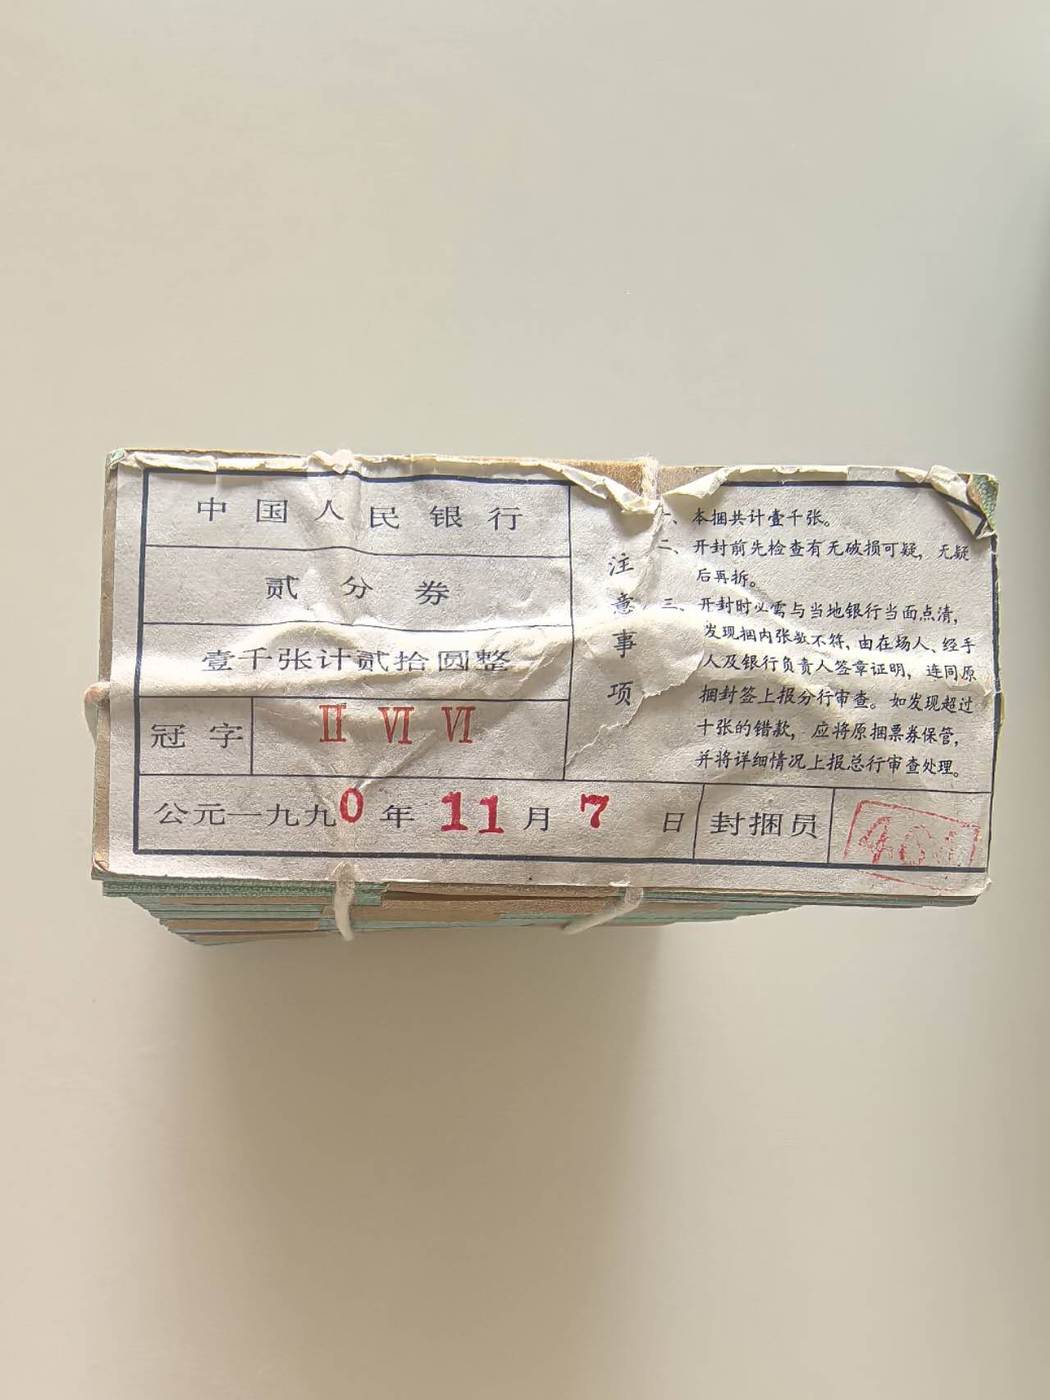 中国人民银行
贰分券
壹千张计贰拾圆整
冠字 Ⅱ Ⅵ Ⅵ
公元一九九0年11月7日 封捆员
注意事项
一、本捆共计壹千张。
二、开封前先检查有无破损可疑，无疑
后再拆。
三、开封时必需与当地银行当面点清，
发现捆内张数不符，由在场人、经手
人及银行负责人签章证明，连同原
捆封签上报分行审查。如发现超过
十张的错款，应将原捆票券保管，
并将详细情况上报总行审查处理。